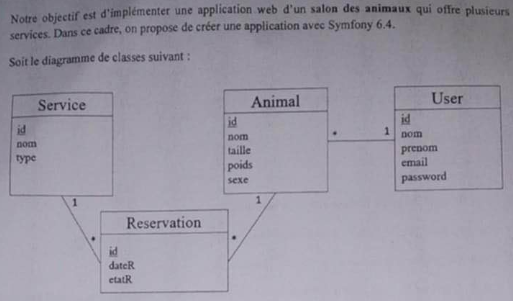 Notre objectif est d'implémenter une application web d'un salon des animaux qui offre plusieurs
services. Dans ce cadre, on propose de créer une application avec Symfony 6.4.
Soit le diagramme de classes suivant :
Service
id
nom
type
Animal
id
nom
taille
poids
sexe
User
id
nom
prenom
email
password
* 1
1
1
*
*
Reservation
id
dateR
etatR